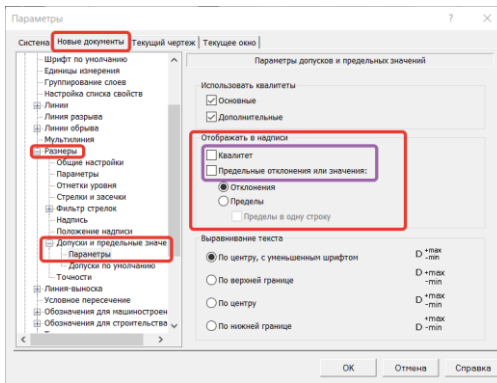 Параметры
? ×
Система Новые документы Текущий чертеж Текущее окно
Шрифт по умолчанию
Единицы измерения
Группирование слоев
Настройка списка свойств
Линии
Линия разрыва
Линии обрыва
Мультилиния
Размеры
Общие настройки
Параметры
Отметки уровня
Стрелки и засечки
Фильтр стрелок
Надпись
Положение надписи
Допуски и предельные значе
Параметры
Допуски по умолчанию
Точности
Линия-выноска
Условное пересечение
Обозначения для машиностроен
Обозначения для строительства
Параметры допусков и предельных значений
Использовать квалитеты
Основные
Дополнительные
Отображать в надписи
Квалитет
Предельные отклонения или значения:
Отклонения
Пределы
Пределы в одну строку
Выравнивание текста
По центру, с уменьшенным шрифтом D +max -min
По верхней границе D +max -min
По центру D +max -min
По нижней границе D +max -min
OK Отмена Справка